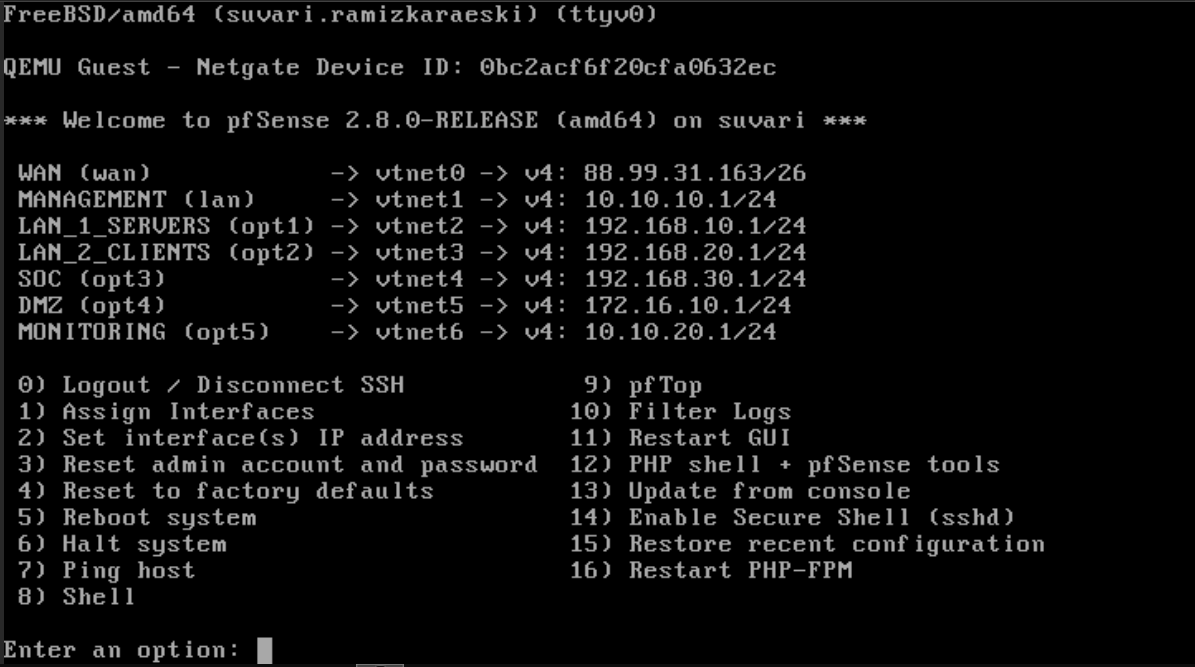 FreeBSD/amd64 (suvari.ramizkaraeski) (ttyv0)
QEMU Guest - Netgate Device ID: 0bc2acf6f20cfa0632ec
*** Welcome to pfSense 2.8.0-RELEASE (amd64) on suvari ***
WAN (wan) -> vtnet0 -> v4: 88.99.31.163/26
MANAGEMENT (lan) -> vtnet1 -> v4: 10.10.10.1/24
LAN_1_SERVERS (opt1) -> vtnet2 -> v4: 192.168.10.1/24
LAN_2_CLIENTS (opt2) -> vtnet3 -> v4: 192.168.20.1/24
SOC (opt3) -> vtnet4 -> v4: 192.168.30.1/24
DMZ (opt4) -> vtnet5 -> v4: 172.16.10.1/24
MONITORING (opt5) -> vtnet6 -> v4: 10.10.20.1/24
0) Logout / Disconnect SSH 9) pfTop
1) Assign Interfaces 10) Filter Logs
2) Set interface(s) IP address 11) Restart GUI
3) Reset admin account and password 12) PHP shell + pfSense tools
4) Reset to factory defaults 13) Update from console
5) Reboot system 14) Enable Secure Shell (sshd)
6) Halt system 15) Restore recent configuration
7) Ping host 16) Restart PHP-FPM
8) Shell
Enter an option: